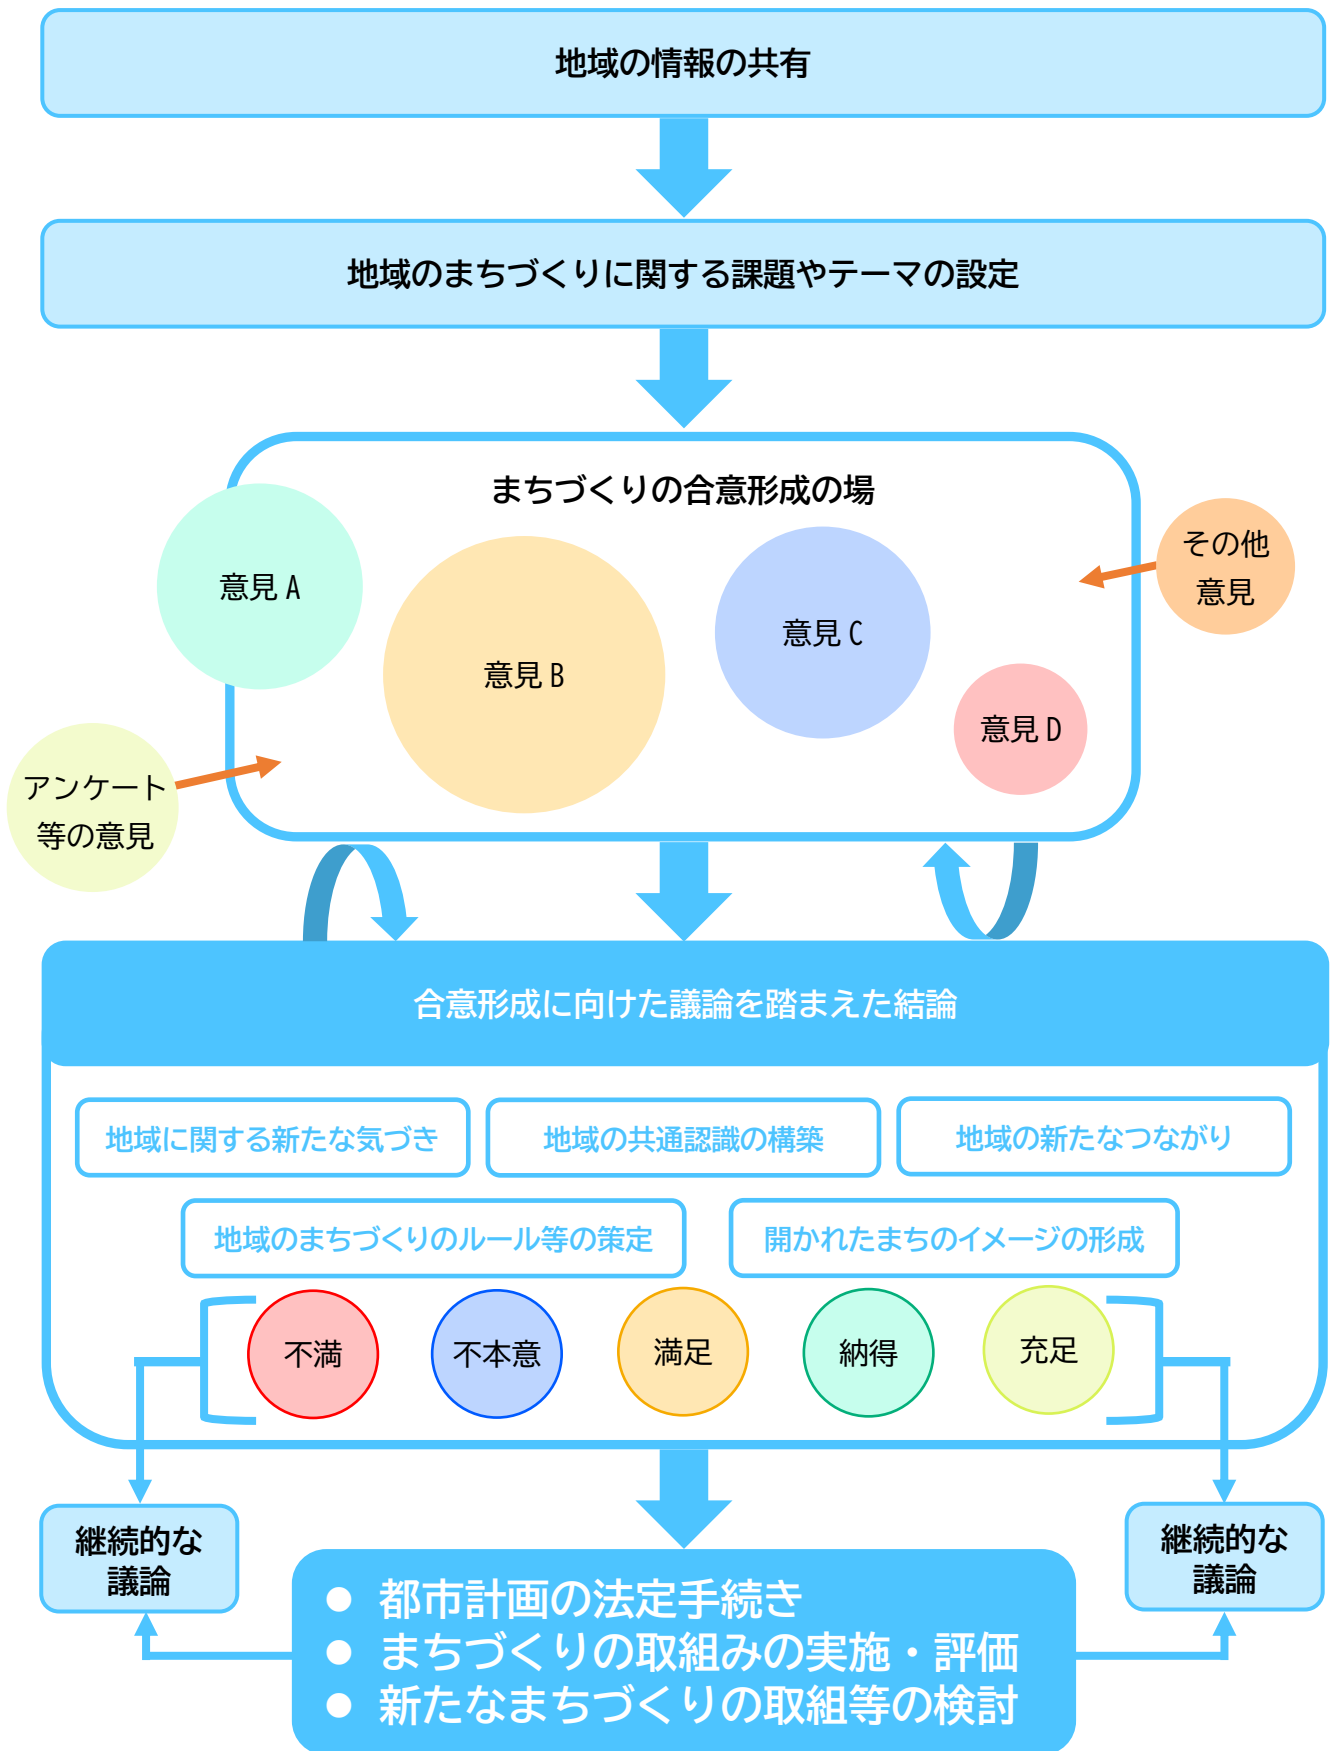 地域の情報の共有
地域のまちづくりに関する課題やテーマの設定
まちづくりの合意形成の場
意見A
意見B
意見C
意見D
その他
意見
アンケート
等の意見
合意形成に向けた議論を踏まえた結論
地域に関する新たな気づき
地域の共通認識の構築
地域の新たなつながり
地域のまちづくりのルール等の策定
開かれたまちのイメージの形成
不満
不本意
満足
納得
充足
継続的な
議論
継続的な
議論
● 都市計画の法定手続き
● まちづくりの取組みの実施・評価
● 新たなまちづくりの取組等の検討